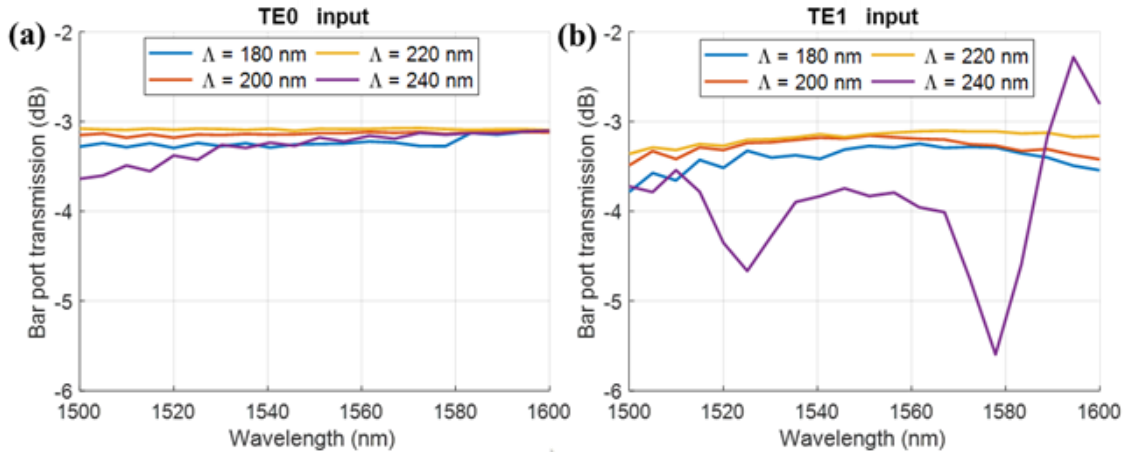 (a)
TE0 input
Λ = 180 nm
Λ = 220 nm
Λ = 200 nm
Λ = 240 nm
Bar port transmission (dB)
-2
-3
-4
-5
-6
1500
1520
1540
1560
1580
1600
Wavelength (nm)
(b)
TE1 input
Λ = 180 nm
Λ = 220 nm
Λ = 200 nm
Λ = 240 nm
Bar port transmission (dB)
-2
-3
-4
-5
-6
1500
1520
1540
1560
1580
1600
Wavelength (nm)